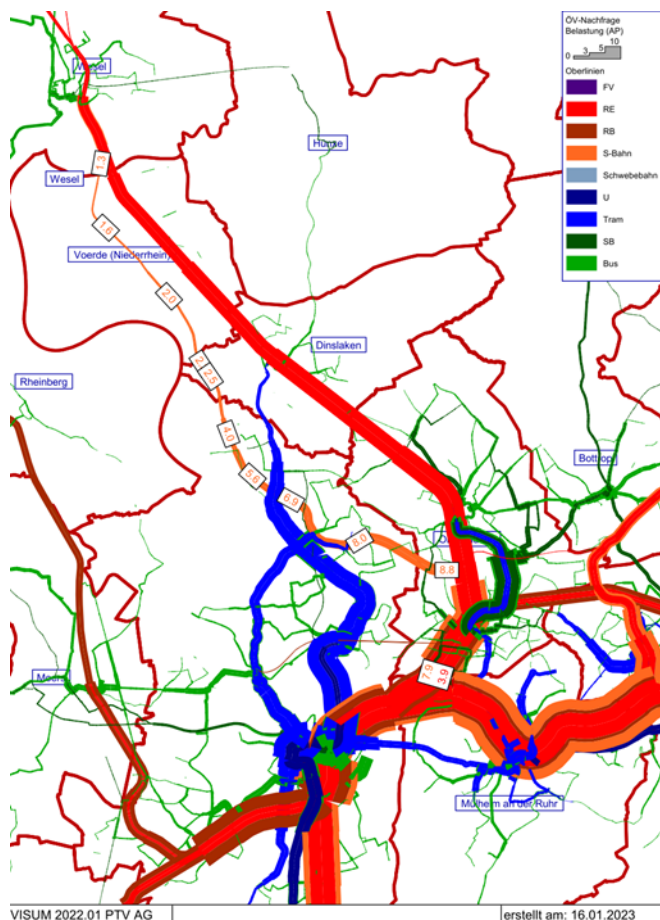 ÖV-Nachfrage
Belastung (AP)
0 3 5 10
Oberlinien
FV
RE
RB
S-Bahn
Schwebebahn
U
Tram
SB
Bus
Wesel
Hünxe
1.3
Wesel
1.6
Voerde (Niederrhein)
2.0
Dinslaken
2.5
Rheinberg
4.0
Bottrop
5.6
6.9
8.0
8.8
7.9
3.9
Moers
Mülheim an der Ruhr
VISUM 2022.01 PTV AG
erstellt am: 16.01.2023